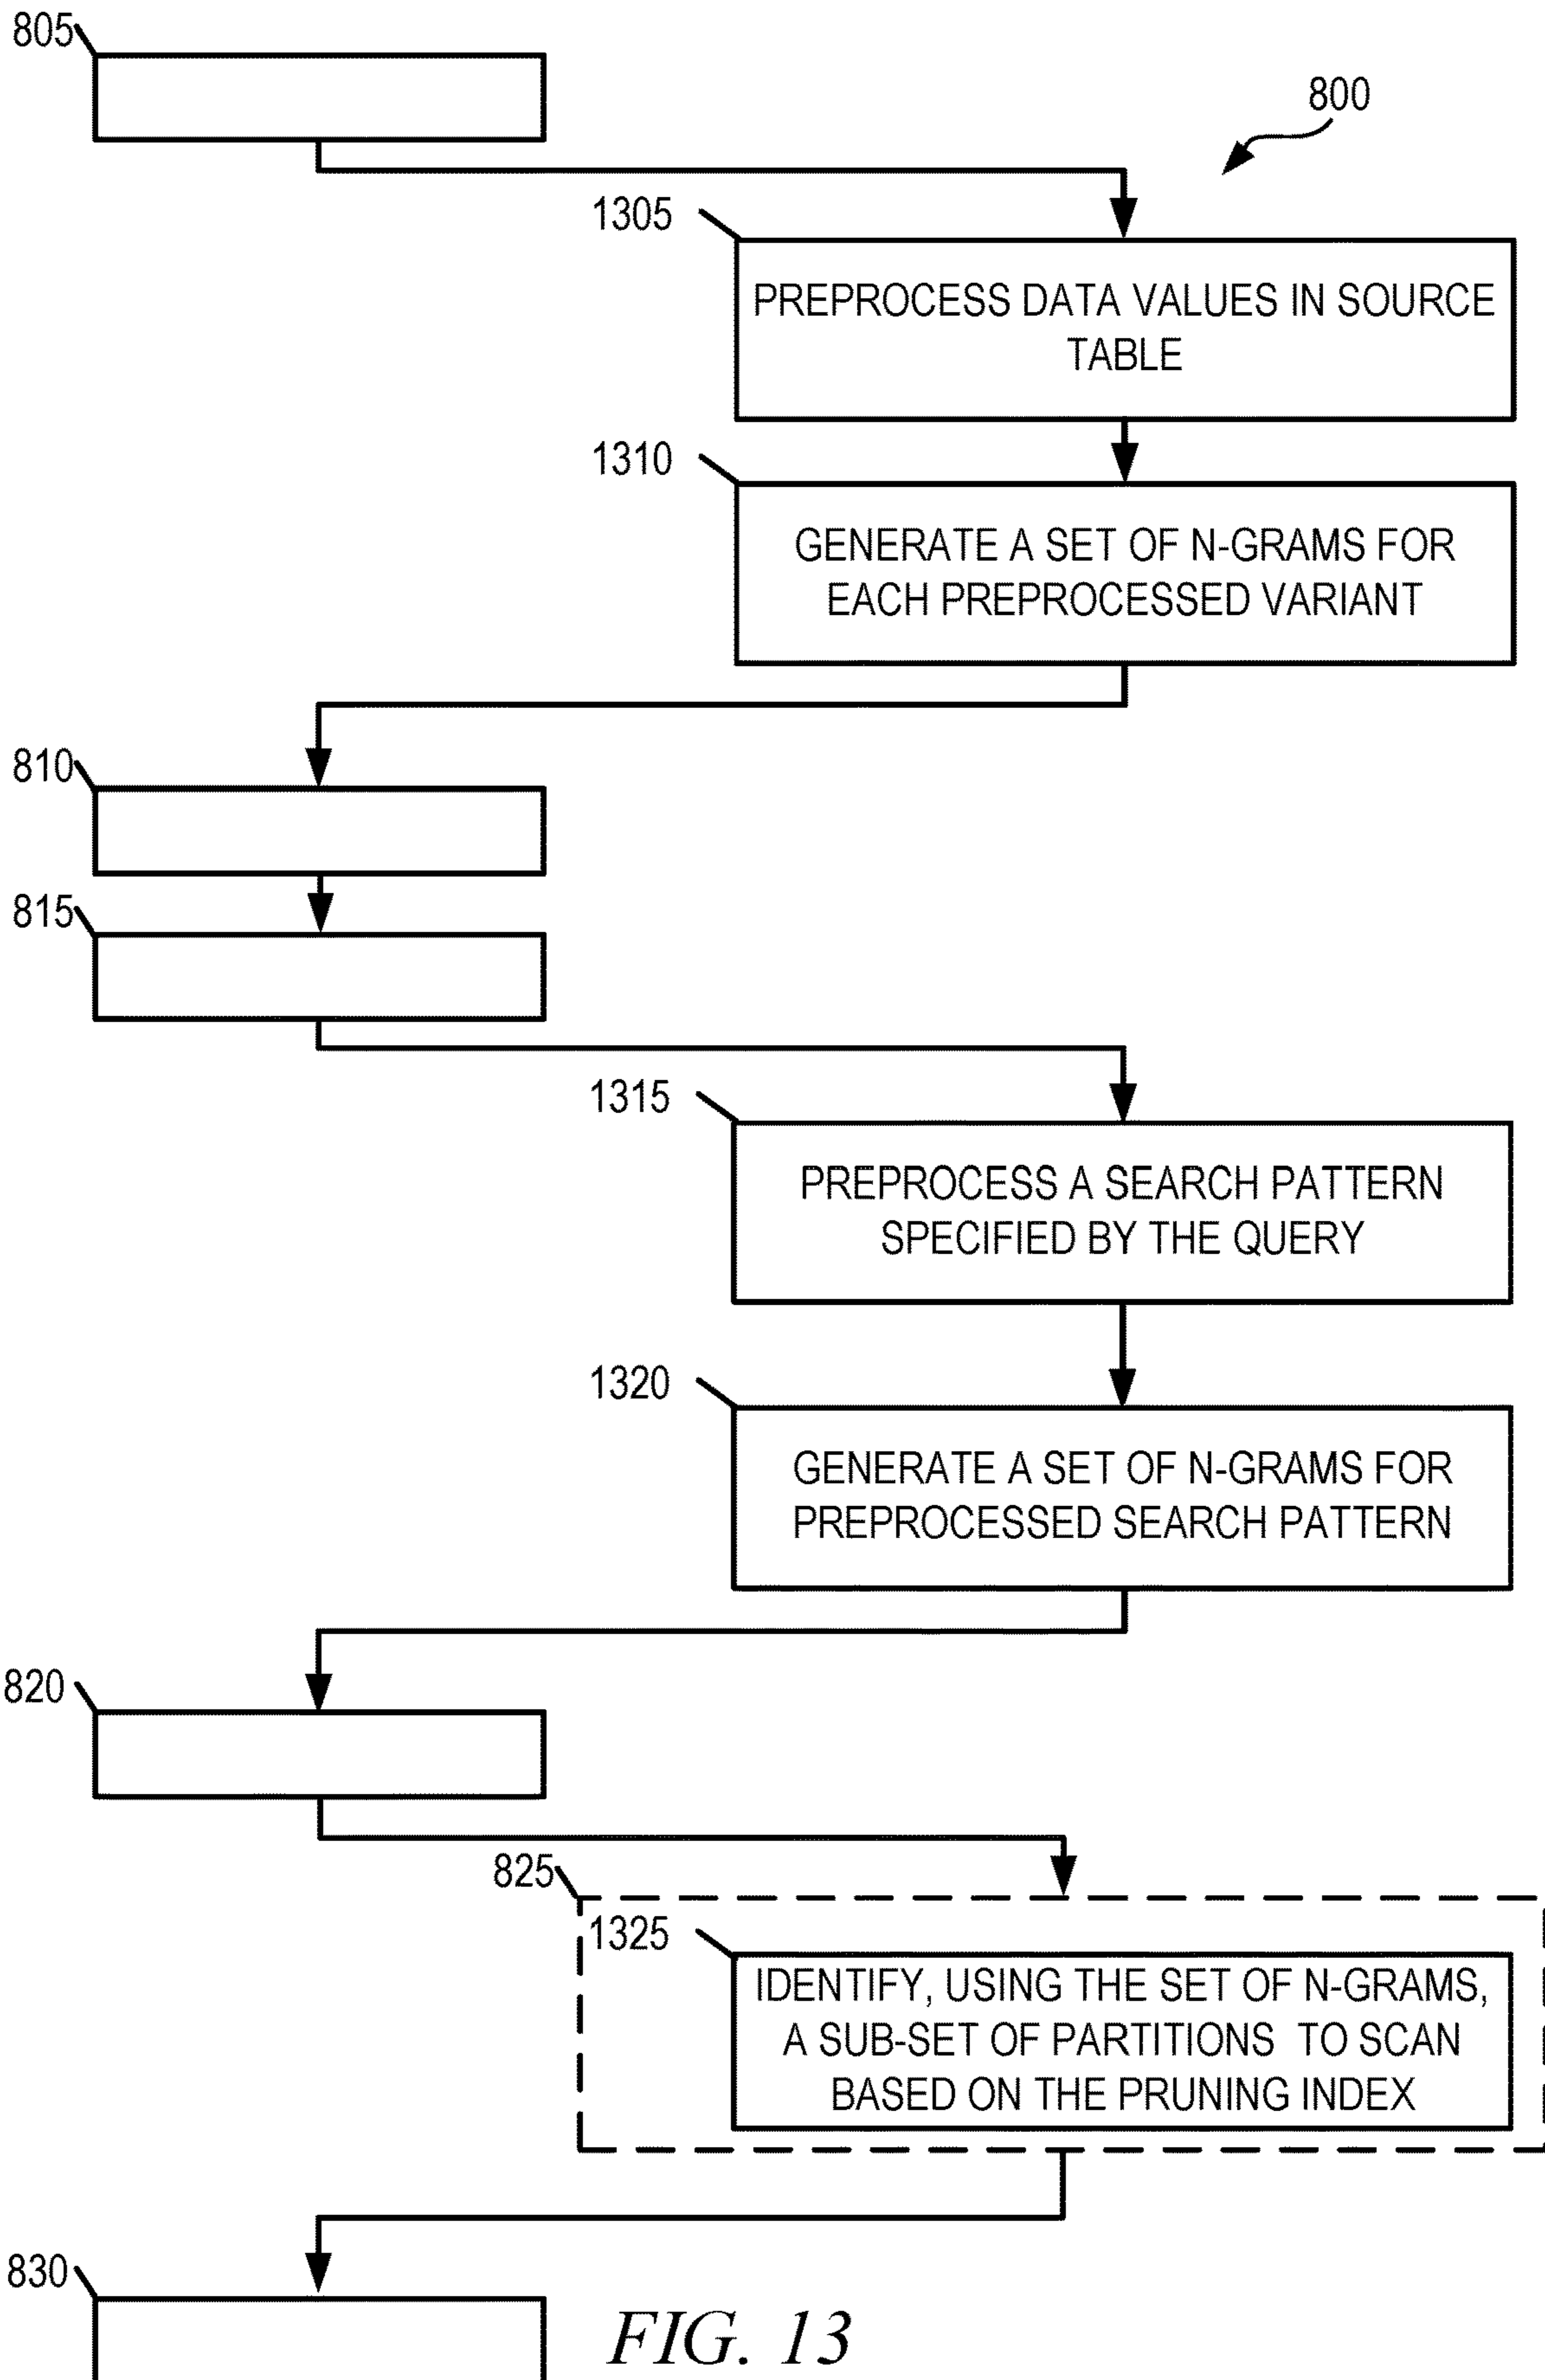 805
800
1305
PREPROCESS DATA VALUES IN SOURCE
TABLE
1310
GENERATE A SET OF N-GRAMS FOR
EACH PREPROCESSED VARIANT
810
815
1315
PREPROCESS A SEARCH PATTERN
SPECIFIED BY THE QUERY
1320
GENERATE A SET OF N-GRAMS FOR
PREPROCESSED SEARCH PATTERN
820
825
1325
IDENTIFY, USING THE SET OF N-GRAMS,
A SUB-SET OF PARTITIONS TO SCAN
BASED ON THE PRUNING INDEX
830
FIG. 13